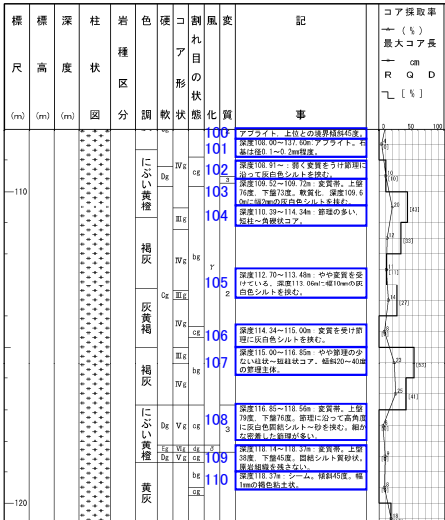 標尺 (m)
標高 (m)
深度 (m)
柱状図
岩種区分
色調
硬軟
コア形状
割れ目の状態
風化
変質
記事
コア採取率
(%)
最大コア長
cm
R Q D
[%]
0 50 100
100
アプライト、上位との境界傾斜45度。
101
深度108.00～137.60m:アプライト。石
基は径0.1～0.2mm程度。
102
深度108.91～:弱く変質をうけ節理に
沿って灰白色シルトを挟む。
103
深度109.52～109.72m:変質帯。上盤
76度、下盤73度。軟質化、深度109.6
0mに幅2mmの灰白色シルトを挟む。
104
深度110.39～114.34m:節理の多い、
短柱～角礫状コア。
105
深度112.70～113.48m:やや変質を受
けている、深度113.06mに幅10mmの灰
白色シルトを挟む。
106
深度114.34～115.00m:変質を受け節
理に灰白色シルトを挟む。
107
深度115.00～116.85m:やや節理の少
ない柱状～短柱状コア、傾斜20～40度
の節理主体。
108
深度116.85～118.56m:変質帯。上盤
79度、下盤76度。節理に沿って高角度
に灰白色固結シルト～砂を挟む。細か
な密着した節理が多い。
109
深度118.14～118.37m:変質帯。上盤
38度、下盤45度。固結シルト質砂状。
原岩組織を残さない。
110
深度118.37m:シーム。傾斜45度、幅
1mmの褐色粘土状。
-110
-120
にぶい黄橙
褐灰
灰黄褐
褐灰
にぶい黄橙
黄灰
Dg
Cg
Dg
Eg
Dg
Ⅳg
Ⅲg
Ⅳg
Ⅲg
Ⅳg
Ⅲg
Ⅳg
Ⅴg
Ⅵg
Ⅴg
cg
bg
cg
bg
cg
dg
cg
bg
cg
γ
3
2
3
[10]
20
[43]
12
[33]
11
[11]
14
[27]
23
[53]
25
[41]
18